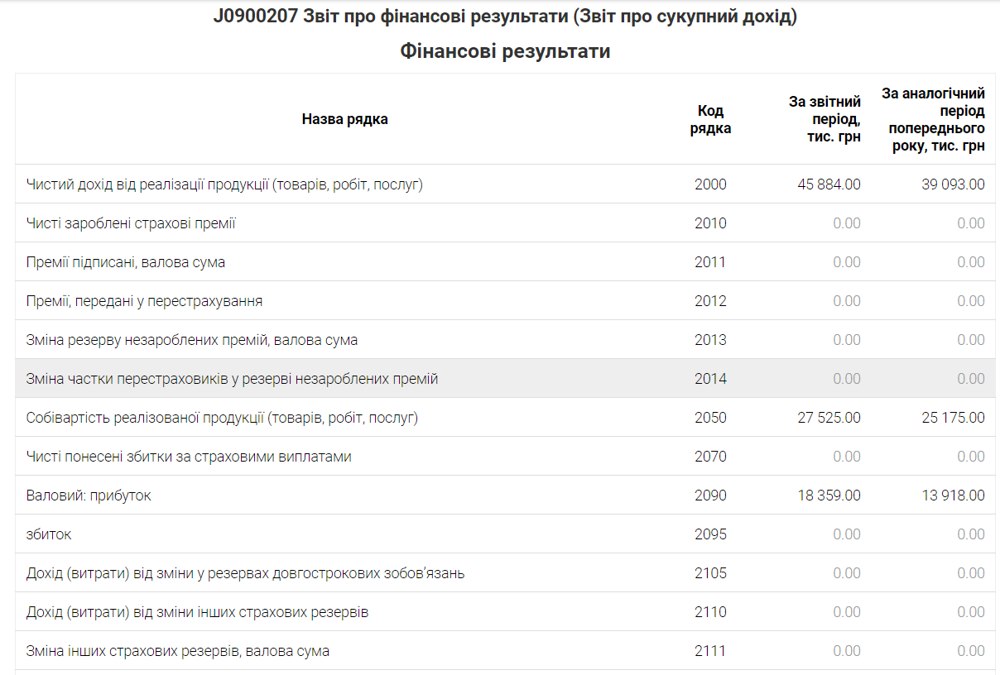 J0900207 Звіт про фінансові результати (Звіт про сукупний дохід)
Фінансові результати
Назва рядка Код рядка За звітний період, тис. грн За аналогічний період попереднього року, тис. грн
Чистий дохід від реалізації продукції (товарів, робіт, послуг) 2000 45 884.00 39 093.00
Чисті зароблені страхові премії 2010 0.00 0.00
Премії підписані, валова сума 2011 0.00 0.00
Премії, передані у перестрахування 2012 0.00 0.00
Зміна резерву незароблених премій, валова сума 2013 0.00 0.00
Зміна частки перестраховиків у резерві незароблених премій 2014 0.00 0.00
Собівартість реалізованої продукції (товарів, робіт, послуг) 2050 27 525.00 25 175.00
Чисті понесені збитки за страховими виплатами 2070 0.00 0.00
Валовий: прибуток 2090 18 359.00 13 918.00
збиток 2095 0.00 0.00
Дохід (витрати) від зміни у резервах довгострокових зобов’язань 2105 0.00 0.00
Дохід (витрати) від зміни інших страхових резервів 2110 0.00 0.00
Зміна інших страхових резервів, валова сума 2111 0.00 0.00